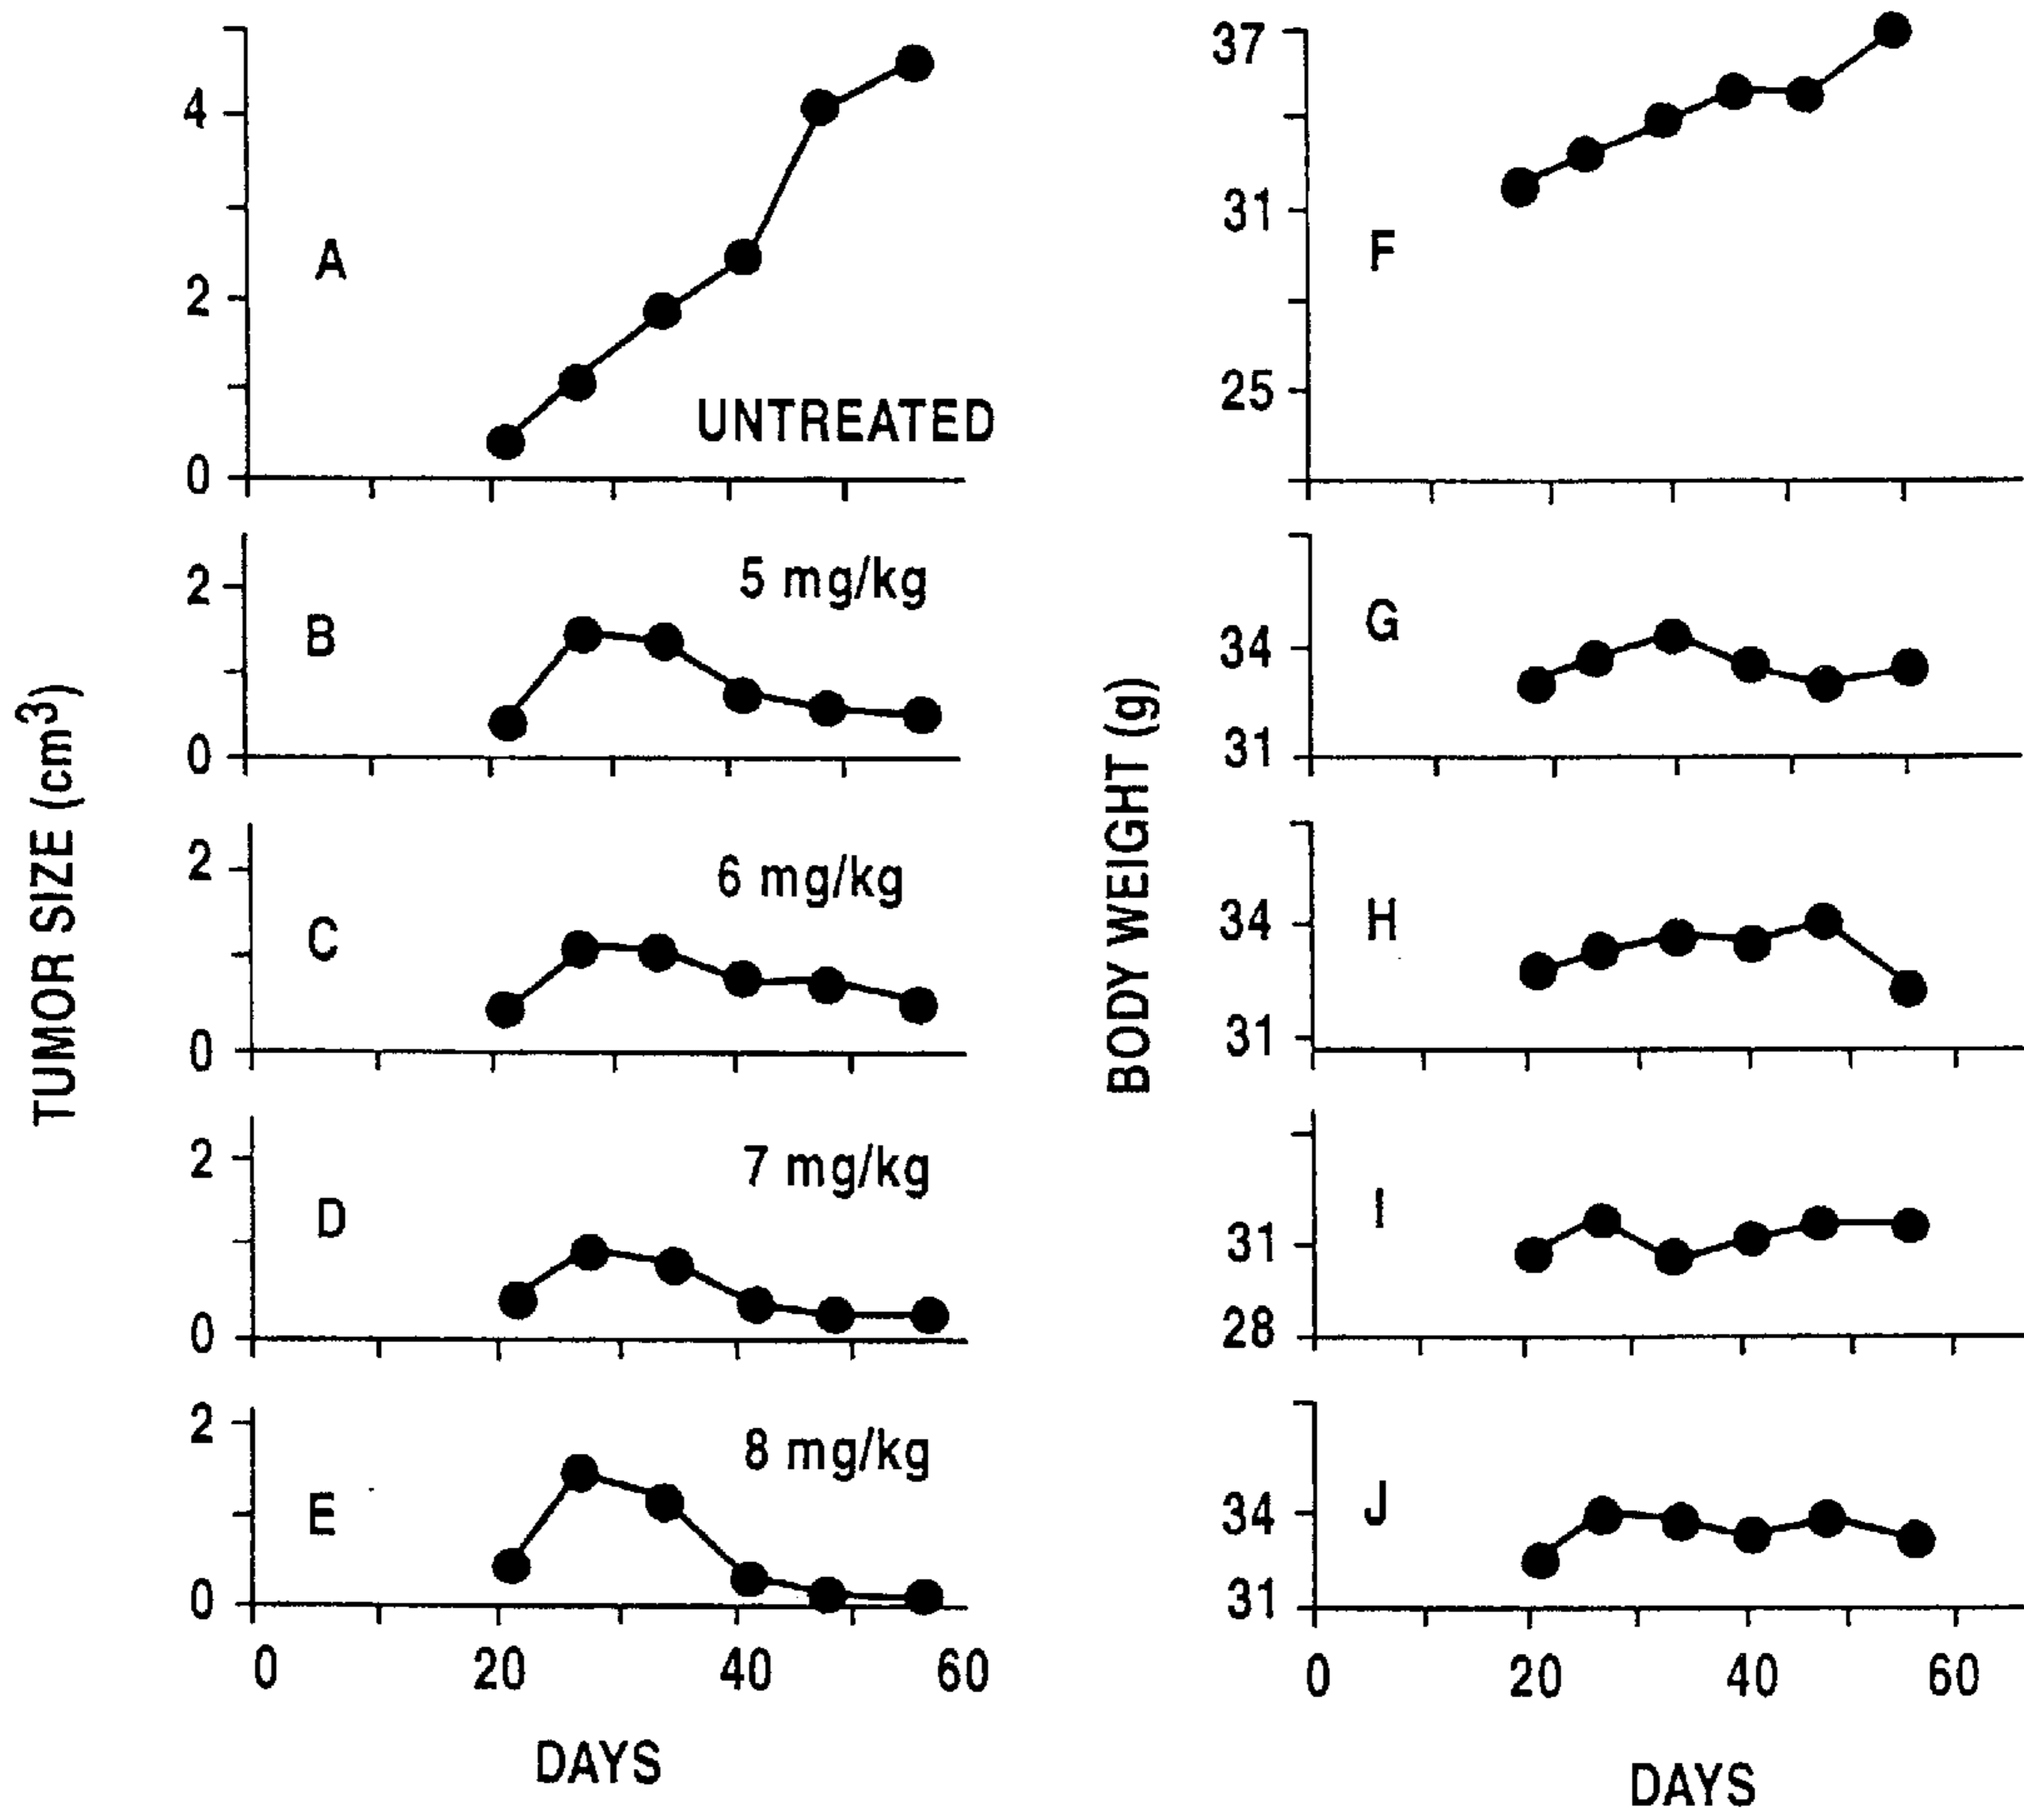 TUMOR SIZE (cm3)
4
2
0
A
UNTREATED
2
0
B
5 mg/kg
2
0
C
6 mg/kg
2
0
D
7 mg/kg
2
0
E
8 mg/kg
0 20 40 60
DAYS
BODY WEIGHT (g)
37
31
25
F
34
31
G
34
31
H
31
28
I
34
31
J
0 20 40 60
DAYS